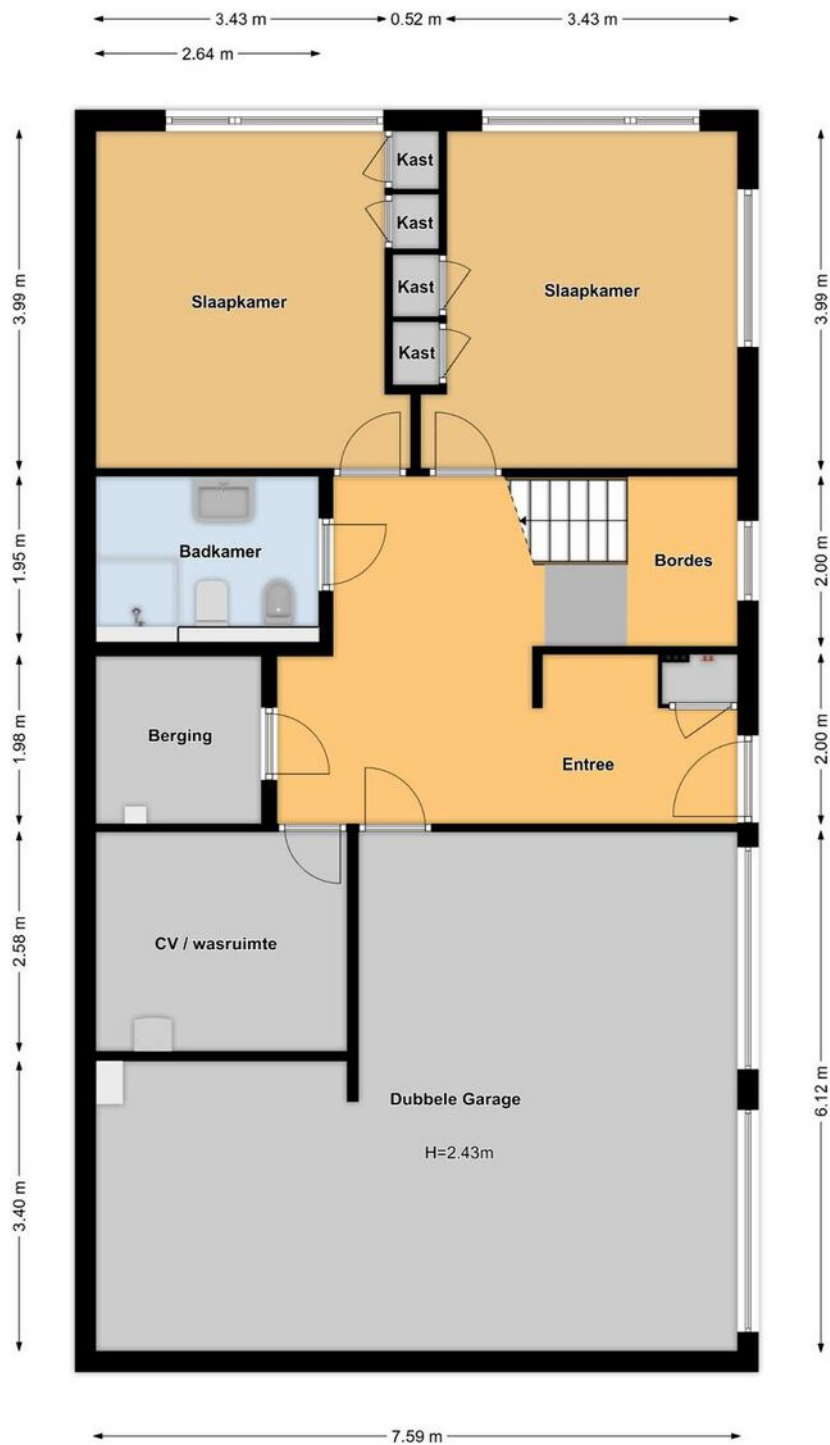 3.43 m 0.52 m 3.43 m
2.64 m
Kast
Kast
Kast
Kast
Slaapkamer
Slaapkamer
3.99 m
3.99 m
Badkamer
Bordes
1.95 m
2.00 m
Berging
Entree
1.98 m
2.00 m
CV / wasruimte
2.58 m
Dubbele Garage
H=2.43m
3.40 m
6.12 m
7.59 m